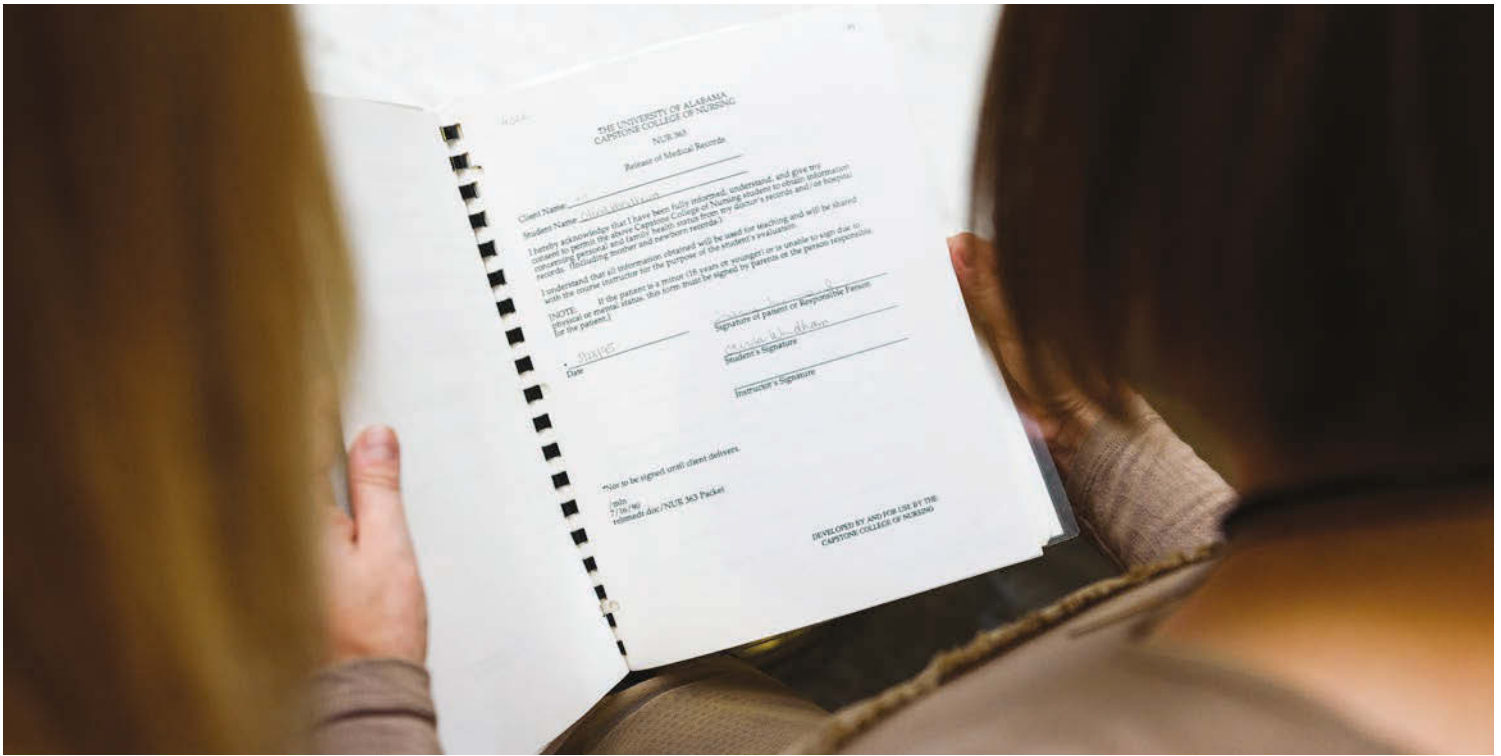 THE UNIVERSITY OF ALABAMA
CAPSTONE COLLEGE OF NURSING
NUR 363
Release of Medical Records
Client Name:
Student Name: Windham
I hereby acknowledge that I have been fully informed, understand, and give my
consent to permit the above Capstone College of Nursing student to obtain information
concerning personal and family health status from my doctor's records and/or hospital
records. (Including mother and newborn records.)
I understand that all information obtained will be used for teaching and will be shared
with the course instructor for the purpose of the student's evaluation.
[NOTE: If the patient is a minor (18 years or younger) or is unable to sign due to
physical or mental status, this form must be signed by parents or the person responsible
for the patient.]
Signature of patient or Responsible Person
Windham
Student's Signature
*
Date
Instructor's Signature
*Not to be signed until client delivers.
/mln
7/16/90
relmedr.doc/NUR 363 Packet
DEVELOPED BY AND FOR USE BY THE
CAPSTONE COLLEGE OF NURSING